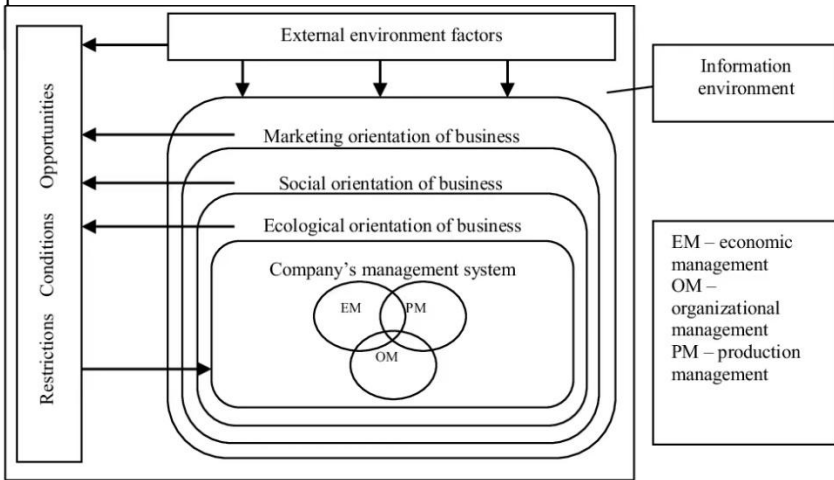 External environment factors
Information
environment
Restrictions Conditions Opportunities
Marketing orientation of business
Social orientation of business
Ecological orientation of business
Company’s management system
EM
PM
OM
EM – economic
management
OM –
organizational
management
PM – production
management